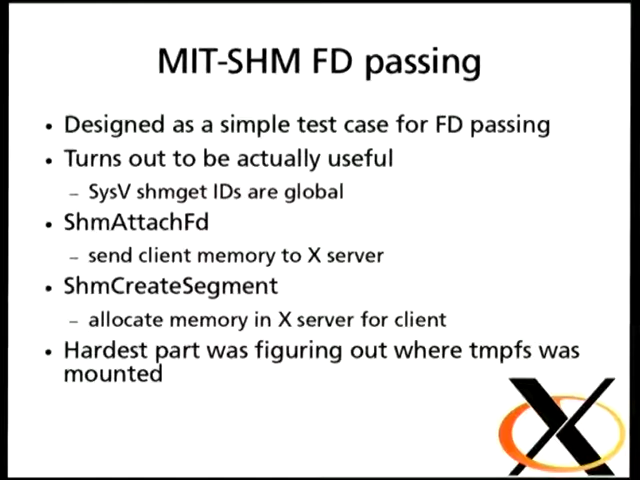 MIT-SHM FD passing
• Designed as a simple test case for FD passing
• Turns out to be actually useful
– SysV shmget IDs are global
• ShmAttachFd
– send client memory to X server
• ShmCreateSegment
– allocate memory in X server for client
• Hardest part was figuring out where tmpfs was
mounted